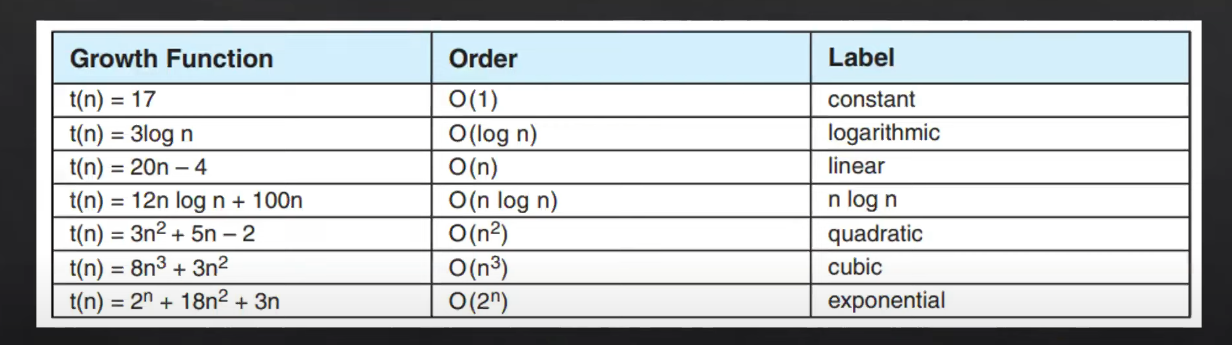 Growth Function Order Label
t(n) = 17 O(1) constant
t(n) = 3log n O(log n) logarithmic
t(n) = 20n – 4 O(n) linear
t(n) = 12n log n + 100n O(n log n) n log n
t(n) = 3n² + 5n – 2 O(n²) quadratic
t(n) = 8n³ + 3n² O(n³) cubic
t(n) = 2ⁿ + 18n² + 3n O(2ⁿ) exponential